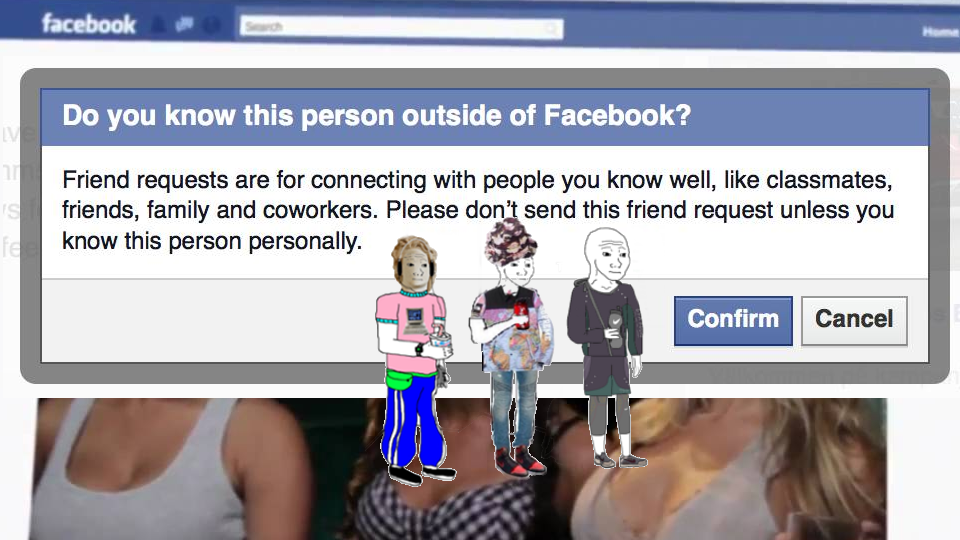 facebook
Search
Home
Do you know this person outside of Facebook?
Friend requests are for connecting with people you know well, like classmates,
friends, family and coworkers. Please don't send this friend request unless you
know this person personally.
Confirm
Cancel